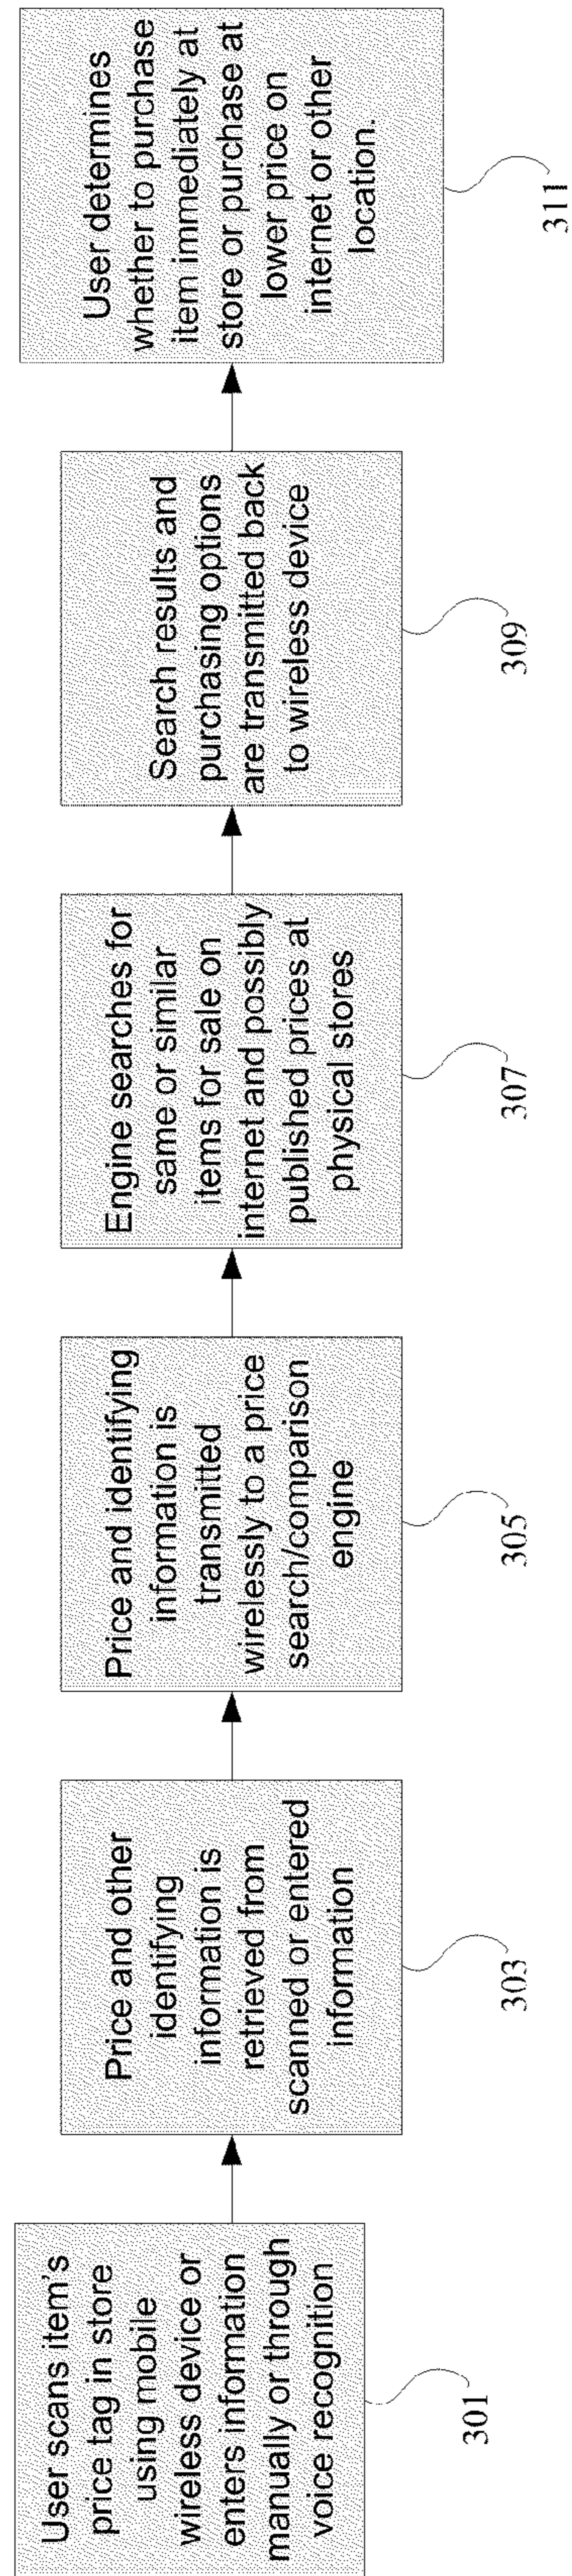 User scans item's
price tag in store
using mobile
wireless device or
enters information
manually or through
voice recognition
301
Price and other
identifying
information is
retrieved from
scanned or entered
information
303
Price and identifying
information is
transmitted
wirelessly to a price
search/comparison
engine
305
Engine searches for
same or similar
items for sale on
internet and possibly
published prices at
physical stores
307
Search results and
purchasing options
are transmitted back
to wireless device
309
User determines
whether to purchase
item immediately at
store or purchase at
lower price on
internet or other
location.
311